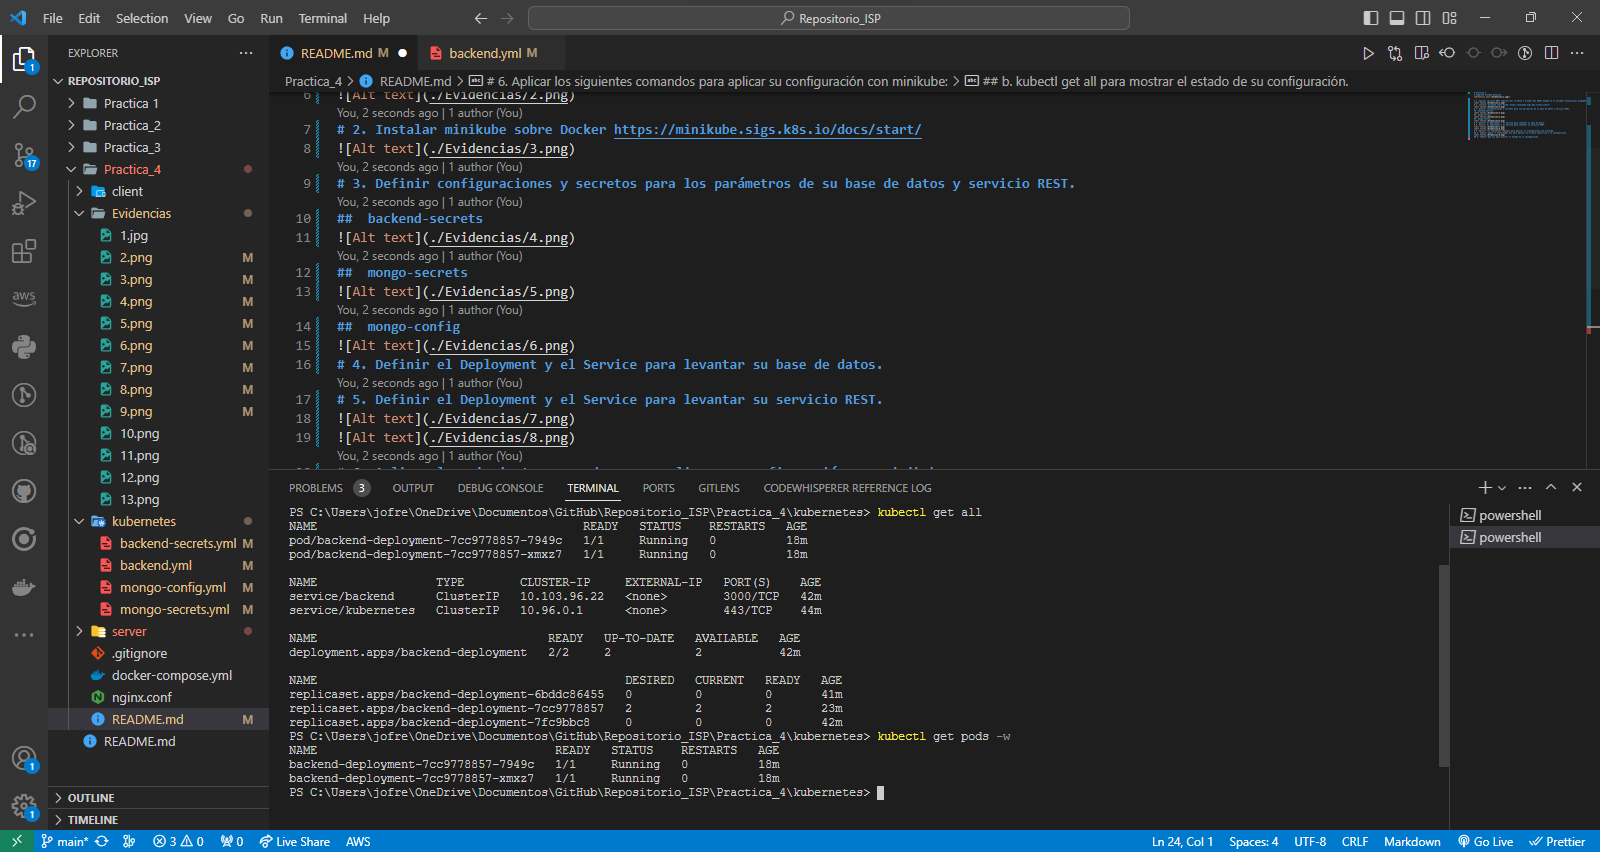 File Edit Selection View Go Run Terminal Help
Repositorio_ISP
EXPLORER
REPOSITORIO_ISP
Practica 1
Practica_2
Practica_3
Practica_4
client
Evidencias
1.jpg
2.png M
3.png M
4.png M
5.png M
6.png M
7.png M
8.png M
9.png M
10.png
11.png
12.png
13.png
kubernetes
backend-secrets.yml M
backend.yml M
mongo-config.yml M
mongo-secrets.yml M
server
.gitignore
docker-compose.yml
nginx.conf
README.md M
README.md
OUTLINE
TIMELINE
1
17
aws
1
1
README.md M
backend.yml M
Practica_4 > README.md > # 6. Aplicar los siguientes comandos para aplicar su configuración con minikube: > ## b. kubectl get all para mostrar el estado de su configuración.
6 ![Alt text](./Evidencias/2.png)
You, 2 seconds ago | 1 author (You)
7 # 2. Instalar minikube sobre Docker https://minikube.sigs.k8s.io/docs/start/
8 ![Alt text](./Evidencias/3.png)
You, 2 seconds ago | 1 author (You)
9 # 3. Definir configuraciones y secretos para los parámetros de su base de datos y servicio REST.
You, 2 seconds ago | 1 author (You)
10 ##  backend-secrets
11 ![Alt text](./Evidencias/4.png)
You, 2 seconds ago | 1 author (You)
12 ##  mongo-secrets
13 ![Alt text](./Evidencias/5.png)
You, 2 seconds ago | 1 author (You)
14 ##  mongo-config
15 ![Alt text](./Evidencias/6.png)
16 # 4. Definir el Deployment y el Service para levantar su base de datos.
You, 2 seconds ago | 1 author (You)
17 # 5. Definir el Deployment y el Service para levantar su servicio REST.
18 ![Alt text](./Evidencias/7.png)
19 ![Alt text](./Evidencias/8.png)
You, 2 seconds ago | 1 author (You)
PROBLEMS 3 OUTPUT DEBUG CONSOLE TERMINAL PORTS GITLENS CODEWHISPERER REFERENCE LOG
powershell
powershell
PS C:\Users\jofre\OneDrive\Documentos\GitHub\Repositorio_ISP\Practica_4\kubernetes> kubectl get all
NAME READY STATUS RESTARTS AGE
pod/backend-deployment-7cc9778857-7949c 1/1 Running 0 18m
pod/backend-deployment-7cc9778857-xmxz7 1/1 Running 0 18m
NAME TYPE CLUSTER-IP EXTERNAL-IP PORT(S) AGE
service/backend ClusterIP 10.103.96.22 <none> 3000/TCP 42m
service/kubernetes ClusterIP 10.96.0.1 <none> 443/TCP 44m
NAME READY UP-TO-DATE AVAILABLE AGE
deployment.apps/backend-deployment 2/2 2 2 42m
NAME DESIRED CURRENT READY AGE
replicaset.apps/backend-deployment-6bddc86455 0 0 0 41m
replicaset.apps/backend-deployment-7cc9778857 2 2 2 23m
replicaset.apps/backend-deployment-7fc9bbc8 0 0 0 42m
PS C:\Users\jofre\OneDrive\Documentos\GitHub\Repositorio_ISP\Practica_4\kubernetes> kubectl get pods -w
NAME READY STATUS RESTARTS AGE
backend-deployment-7cc9778857-7949c 1/1 Running 0 18m
backend-deployment-7cc9778857-xmxz7 1/1 Running 0 18m
PS C:\Users\jofre\OneDrive\Documentos\GitHub\Repositorio_ISP\Practica_4\kubernetes>
main* 3 0 0 Live Share AWS Ln 24, Col 1 Spaces: 4 UTF-8 CRLF Markdown Go Live Prettier